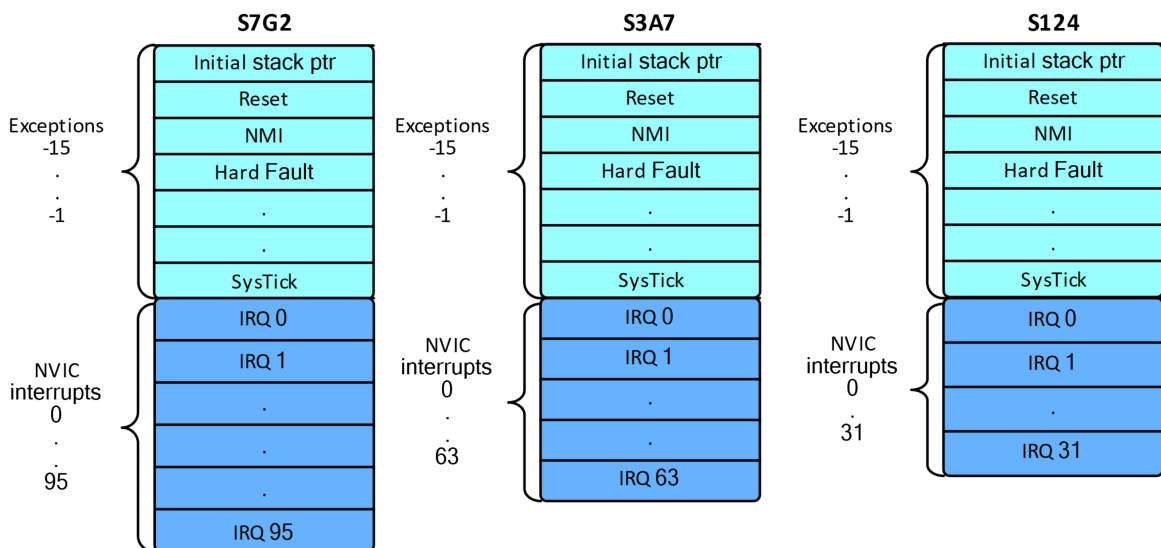 S7G2
Exceptions
-15
.
.
-1
Initial stack ptr
Reset
NMI
Hard Fault
.
.
SysTick
NVIC
interrupts
0
.
.
95
IRQ 0
IRQ 1
.
.
.
IRQ 95
S3A7
Exceptions
-15
.
.
-1
Initial stack ptr
Reset
NMI
Hard Fault
.
.
SysTick
NVIC
interrupts
0
.
.
63
IRQ 0
IRQ 1
.
.
IRQ 63
S124
Exceptions
-15
.
.
-1
Initial stack ptr
Reset
NMI
Hard Fault
.
.
SysTick
NVIC
interrupts
0
.
31
IRQ 0
IRQ 1
.
IRQ 31